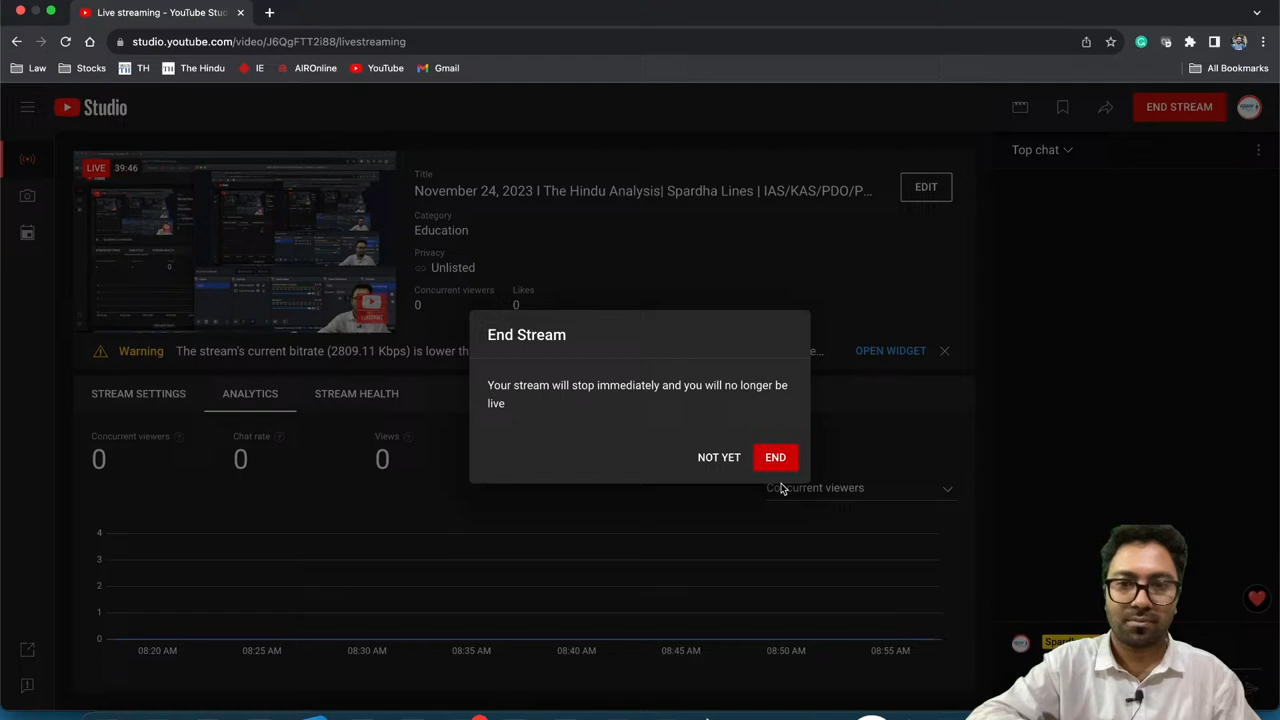 Live streaming - YouTube Stud
studio.youtube.com/video/J6QgFTT2i88/livestreaming
Law
Stocks
TH TH
TH The Hindu
IE
AIROnline
YouTube
Gmail
All Bookmarks
Studio
END STREAM
LIVE 39:46
Title
November 24, 2023 I The Hindu Analysis| Spardha Lines | IAS/KAS/PDO/P...
EDIT
Category
Education
Privacy
Unlisted
Concurrent viewers Likes
0 0
Top chat
Warning The stream's current bitrate (2809.11 Kbps) is lower th e... OPEN WIDGET
End Stream
Your stream will stop immediately and you will no longer be
live
NOT YET END
STREAM SETTINGS ANALYTICS STREAM HEALTH
Concurrent viewers Chat rate Views
0 0 0
Concurrent viewers
4
3
2
1
0
08:20 AM 08:25 AM 08:30 AM 08:35 AM 08:40 AM 08:45 AM 08:50 AM 08:55 AM